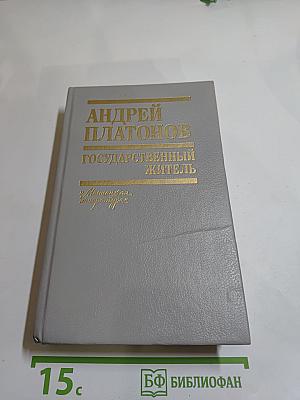 АНДРЕЙ
ПЛАТОНОВ
ГОСУДАРСТВЕННЫЙ
ЖИТЕЛЬ
15с
БФ БИБЛИОФАН